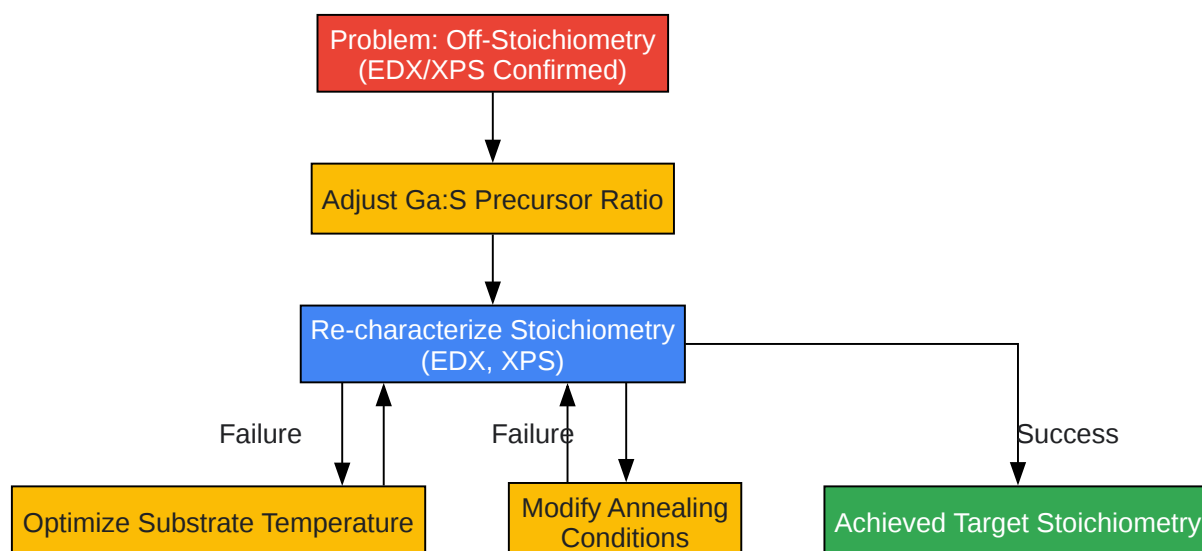 Problem: Off-Stoichiometry
(EDX/XPS Confirmed)
Adjust Ga:S Precursor Ratio
Re-characterize Stoichiometry
(EDX, XPS)
Failure
Failure
Success
Optimize Substrate Temperature
Modify Annealing
Conditions
Achieved Target Stoichiometry